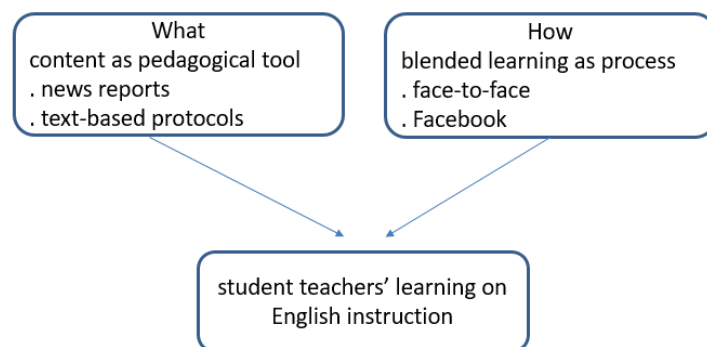 What
content as pedagogical tool
. news reports
. text-based protocols
How
blended learning as process
. face-to-face
. Facebook
student teachers’ learning on
English instruction